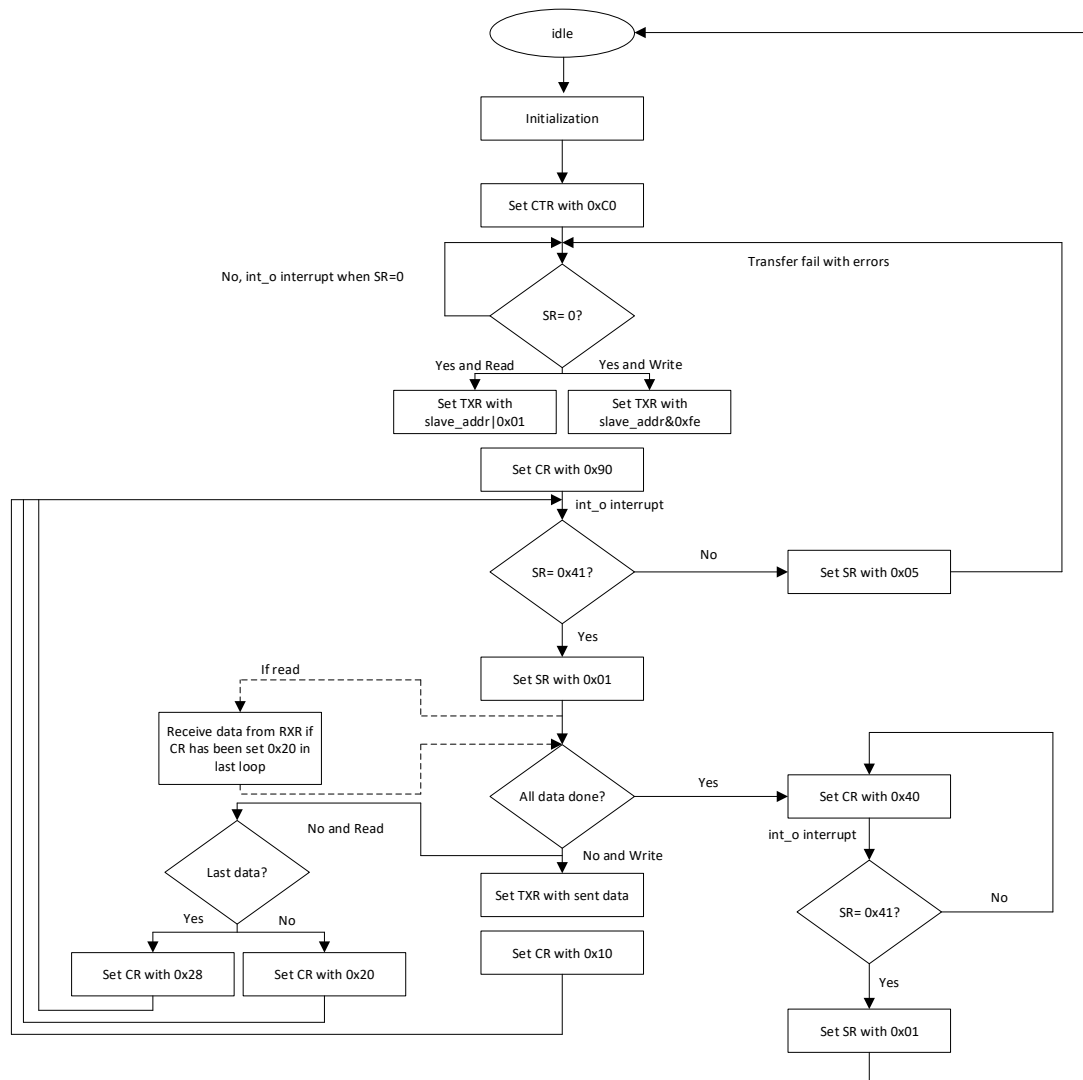 idle
Initialization
Set CTR with 0xC0
No, int_o interrupt when SR=0
Transfer fail with errors
SR= 0?
Yes and Read
Yes and Write
Set TXR with
slave_addr|0x01
Set TXR with
slave_addr&0xfe
Set CR with 0x90
int_o interrupt
SR= 0x41?
No
Set SR with 0x05
Yes
If read
Set SR with 0x01
Receive data from RXR if
CR has been set 0x20 in
last loop
All data done?
Yes
Set CR with 0x40
No and Read
int_o interrupt
No and Write
Last data?
Set TXR with sent data
SR= 0x41?
No
Yes
No
Set CR with 0x28
Set CR with 0x20
Set CR with 0x10
Yes
Set SR with 0x01